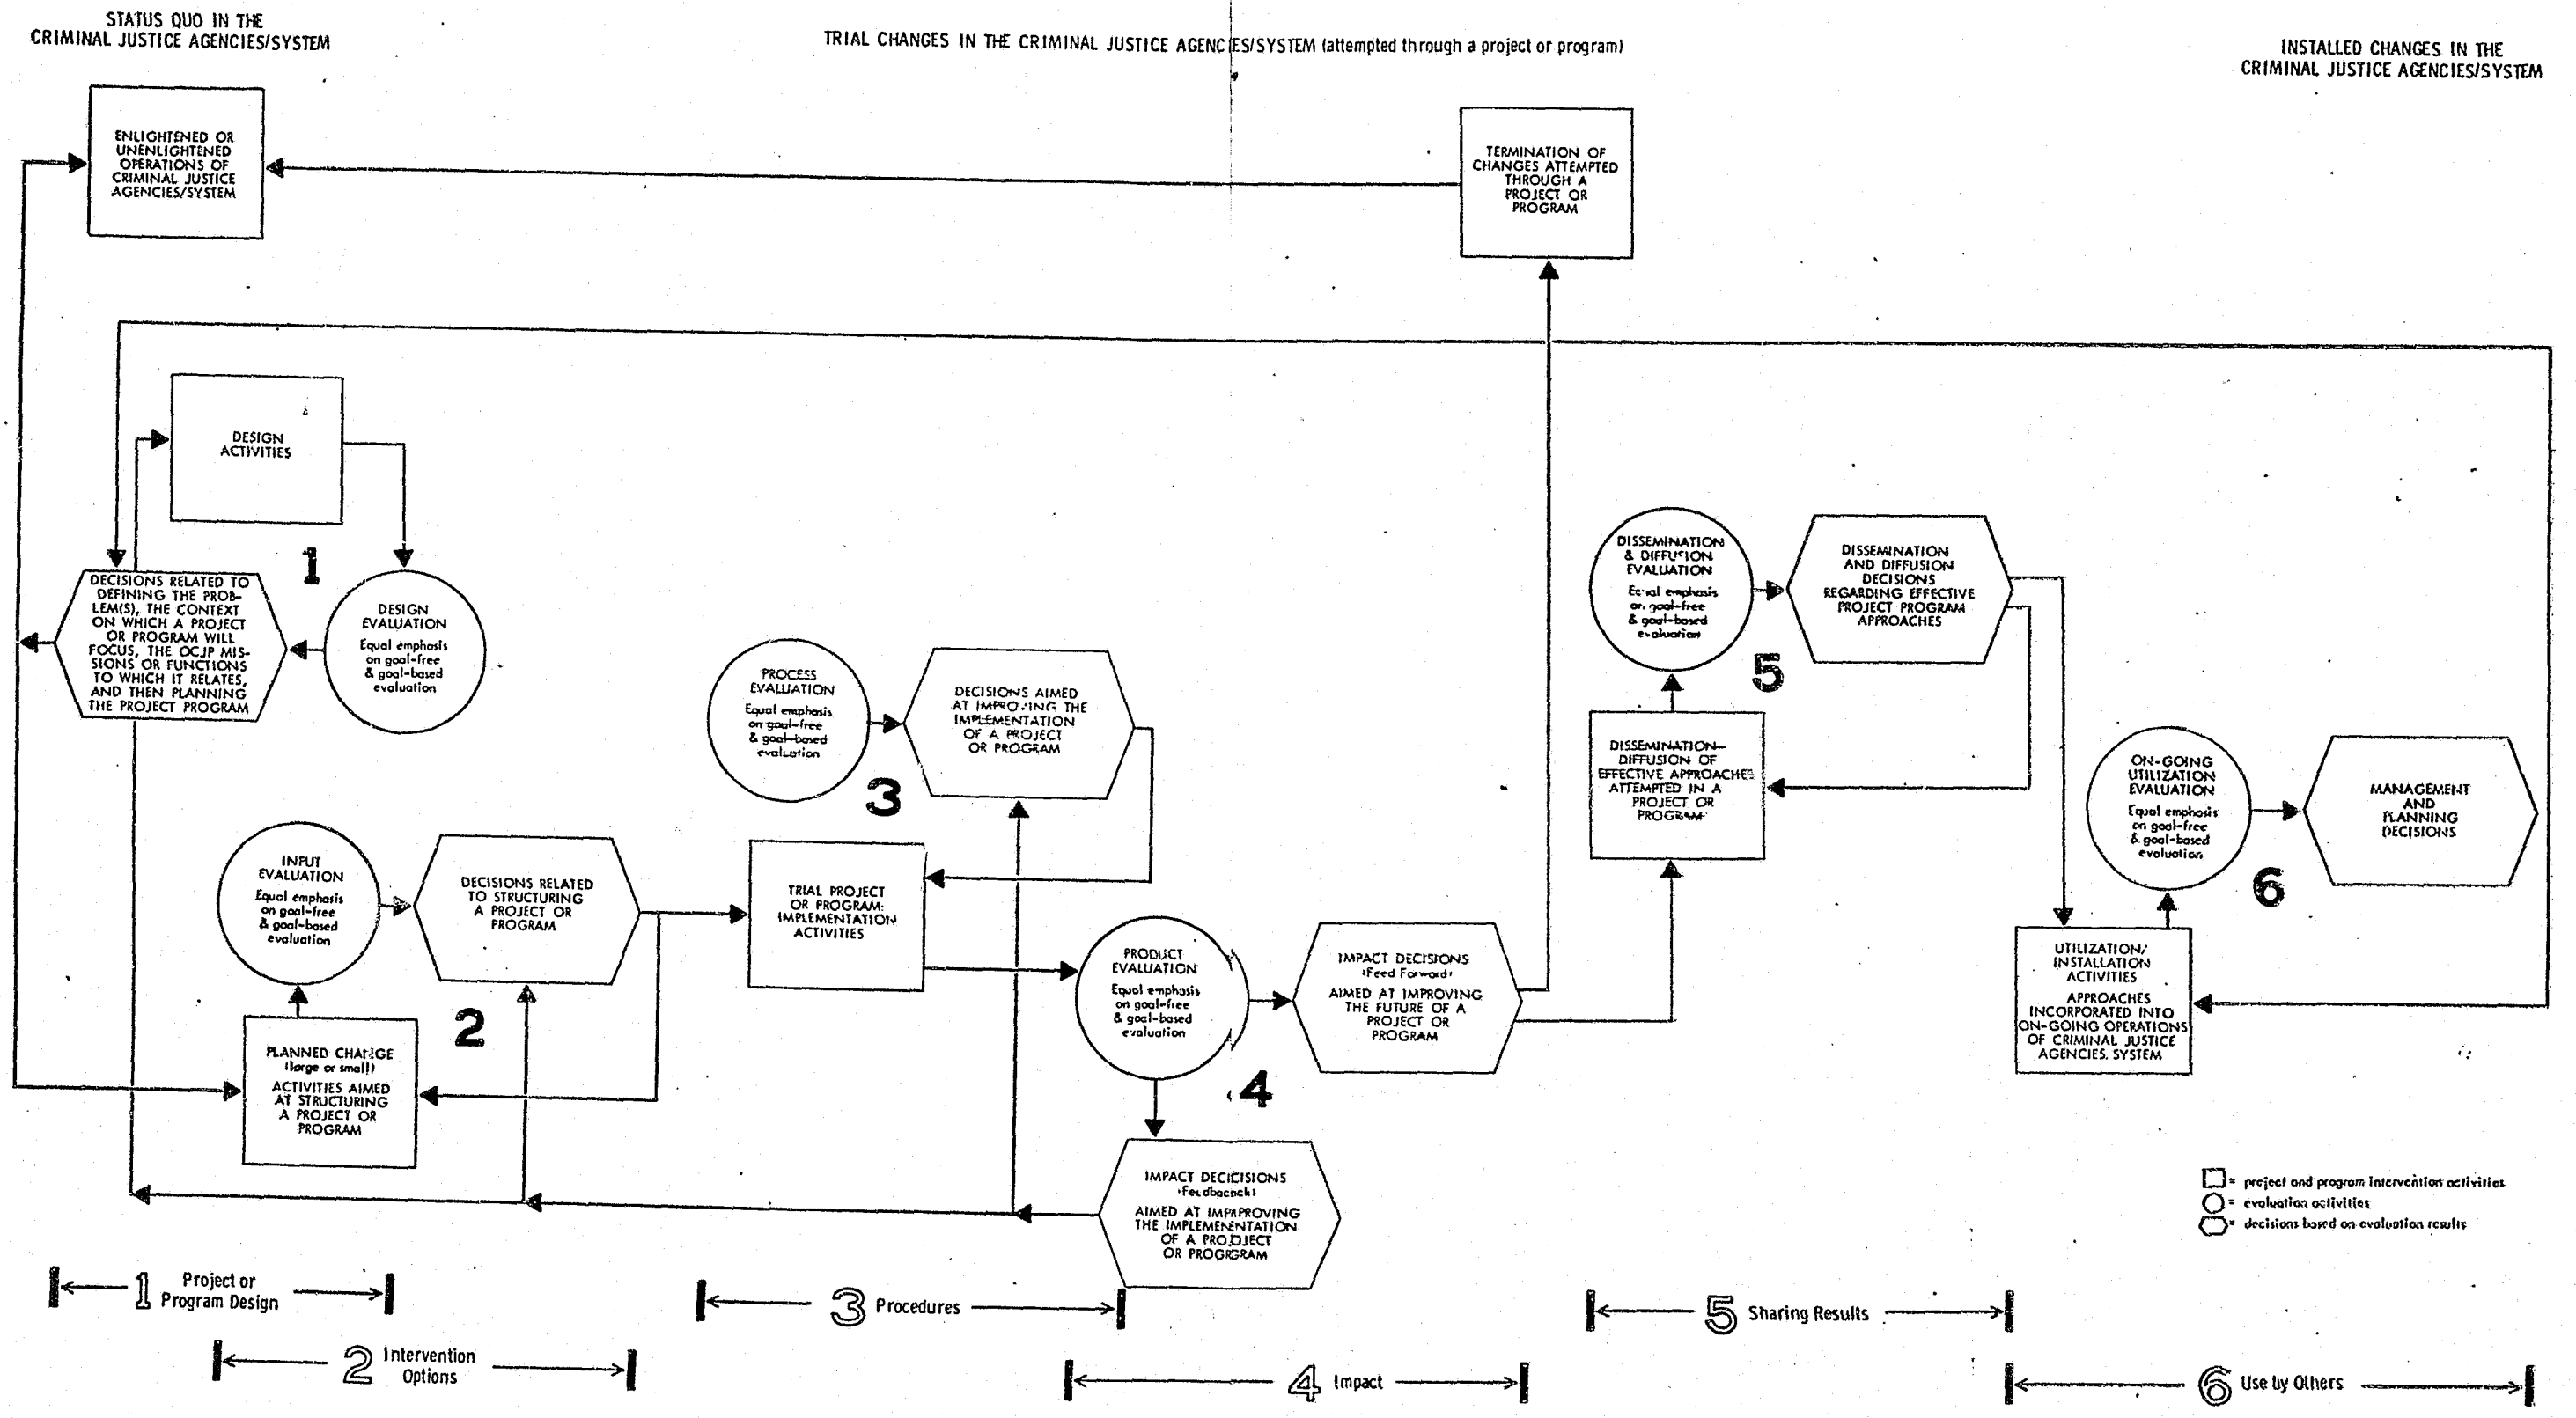 STATUS QUO IN THE
CRIMINAL JUSTICE AGENCIES/SYSTEM
TRIAL CHANGES IN THE CRIMINAL JUSTICE AGENCIES/SYSTEM (attempted through a project or program)
INSTALLED CHANGES IN THE
CRIMINAL JUSTICE AGENCIES/SYSTEM
ENLIGHTENED OR
UNENLIGHTENED
OPERATIONS OF
CRIMINAL JUSTICE
AGENCIES/SYSTEM
TERMINATION OF
CHANGES ATTEMPTED
THROUGH A
PROJECT OR
PROGRAM
DESIGN
ACTIVITIES
1
DECISIONS RELATED TO
DEFINING THE PROB-
LEM(S), THE CONTEXT
ON WHICH A PROJECT
OR PROGRAM WILL
FOCUS, THE OCJP MIS-
SIONS OR FUNCTIONS
TO WHICH IT RELATES,
AND THEN PLANNING
THE PROJECT PROGRAM
DESIGN
EVALUATION
Equal emphasis
on goal-free
& goal-based
evaluation
INPUT
EVALUATION
Equal emphasis
on goal-free
& goal-based
evaluation
DECISIONS RELATED
TO STRUCTURING
A PROJECT OR
PROGRAM
2
PLANNED CHANGE
(large or small)
ACTIVITIES AIMED
AT STRUCTURING
A PROJECT OR
PROGRAM
PROCESS
EVALUATION
Equal emphasis
on goal-free
& goal-based
evaluation
DECISIONS AIMED
AT IMPROVING THE
IMPLEMENTATION
OF A PROJECT
OR PROGRAM
3
TRIAL PROJECT
OR PROGRAM:
IMPLEMENTATION
ACTIVITIES
PRODUCT
EVALUATION
Equal emphasis
on goal-free
& goal-based
evaluation
IMPACT DECISIONS
(Feed Forward)
AIMED AT IMPROVING
THE FUTURE OF A
PROJECT OR
PROGRAM
4
IMPACT DECICISIONS
(Feedbacack)
AIMED AT IMPAPROVING
THE IMPLEMENENTATION
OF A PROJOJECT
OR PROGRGRAM
DISSEMINATION
& DIFFUSION
EVALUATION
Equal emphasis
on goal-free
& goal-based
evaluation
DISSEMINATION
AND DIFFUSION
DECISIONS
REGARDING EFFECTIVE
PROJECT PROGRAM
APPROACHES
5
DISSEMINATION-
DIFFUSION OF
EFFECTIVE APPROACHES
ATTEMPTED IN A
PROJECT OR
PROGRAM
ON-GOING
UTILIZATION
EVALUATION
Equal emphasis
on goal-free
& goal-based
evaluation
MANAGEMENT
AND
PLANNING
DECISIONS
6
UTILIZATION/
INSTALLATION
ACTIVITIES
APPROACHES
INCORPORATED INTO
ON-GOING OPERATIONS
OF CRIMINAL JUSTICE
AGENCIES. SYSTEM
= project and program intervention activities
= evaluation activities
= decisions based on evaluation results
1 Project or
Program Design
2 Intervention
Options
3 Procedures
4 Impact
5 Sharing Results
6 Use by Others